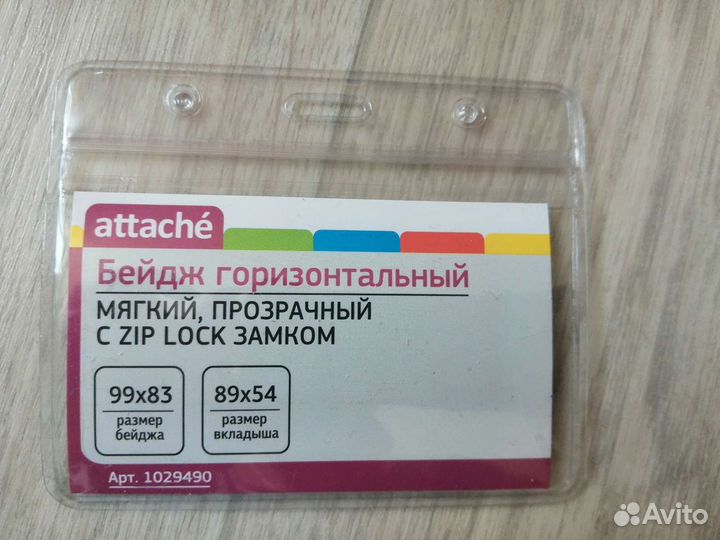 attaché
Бейдж горизонтальный
МЯГКИЙ, ПРОЗРАЧНЫЙ
С ZIP LOCK ЗАМКОМ
99x83
размер
бейджа
89x54
размер
вкладыша
Арт. 1029490
Avito